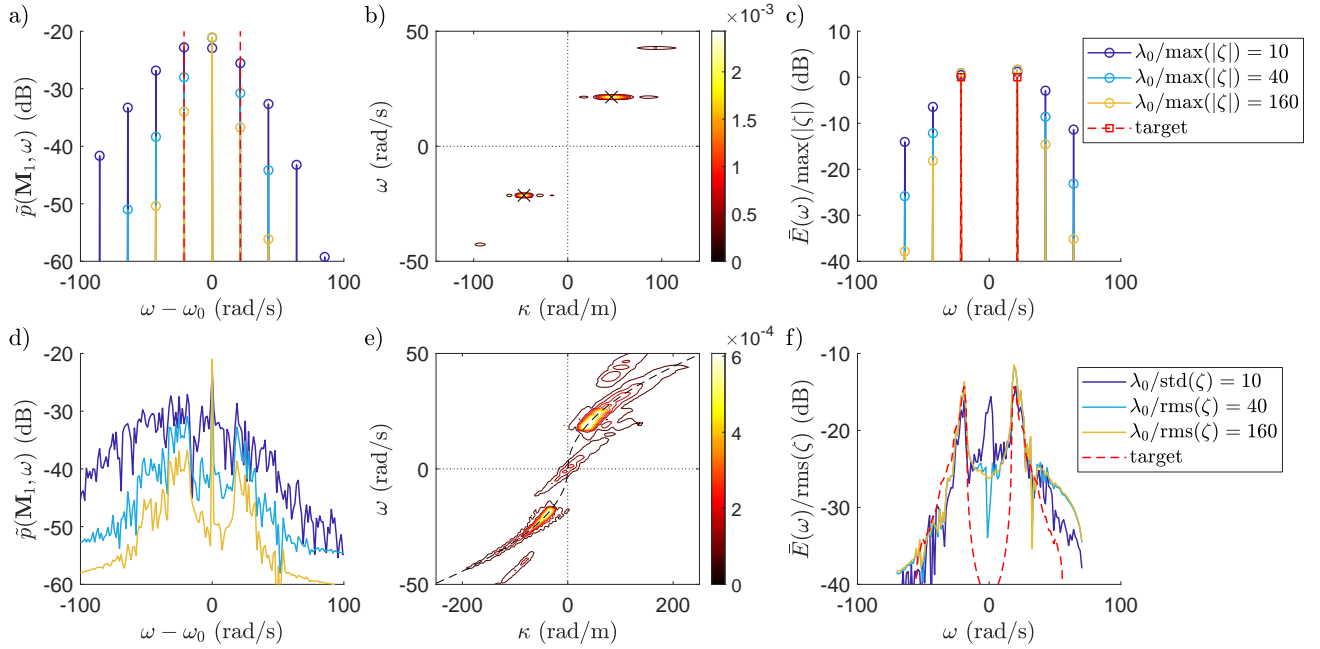 a)
-20
-30
-40
-50
-60
-100
0
100
p̃(M₁, ω) (dB)
ω − ω₀ (rad/s)
b)
50
0
-50
0
100
ω (rad/s)
κ (rad/m)
×10⁻³
2
1.5
1
0.5
0
c)
10
0
-10
-20
-30
-40
-100
0
100
Ē(ω)/max(|ζ|) (dB)
ω (rad/s)
λ₀/max(|ζ|) = 10
λ₀/max(|ζ|) = 40
λ₀/max(|ζ|) = 160
target
d)
-20
-30
-40
-50
-60
-100
0
100
p̃(M₁, ω) (dB)
ω − ω₀ (rad/s)
e)
50
0
-50
-200
0
200
ω (rad/s)
κ (rad/m)
×10⁻⁴
6
4
2
0
f)
-10
-20
-30
-40
-100
0
100
Ē(ω)/rms(ζ) (dB)
ω (rad/s)
λ₀/std(ζ) = 10
λ₀/rms(ζ) = 40
λ₀/rms(ζ) = 160
target